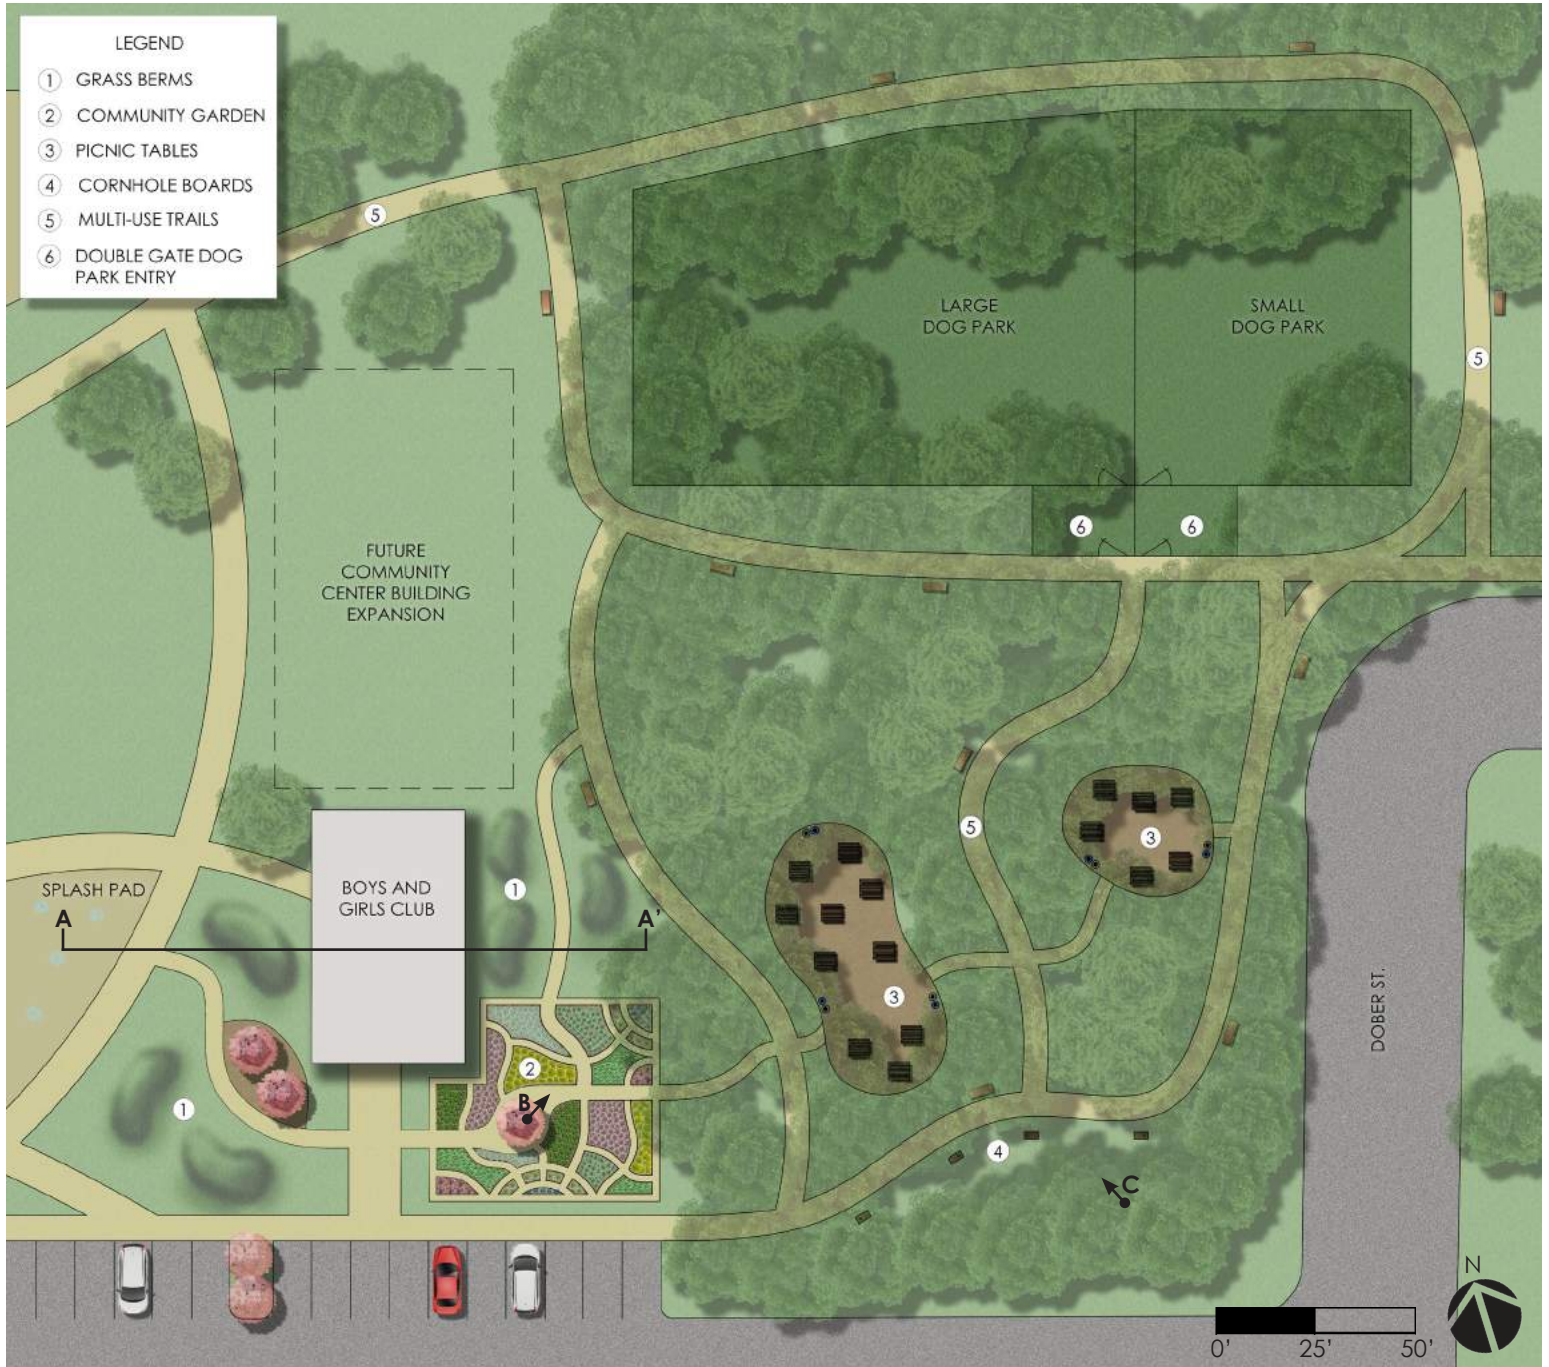 LEGEND
1 GRASS BERMS
2 COMMUNITY GARDEN
3 PICNIC TABLES
4 CORNHOLE BOARDS
5 MULTI-USE TRAILS
6 DOUBLE GATE DOG
PARK ENTRY
5
LARGE
DOG PARK
SMALL
DOG PARK
5
6
6
FUTURE
COMMUNITY
CENTER BUILDING
EXPANSION
5
3
SPLASH PAD
BOYS AND
GIRLS CLUB
1
A
A'
3
DOBER ST.
2
B
1
4
C
N
0' 25' 50'